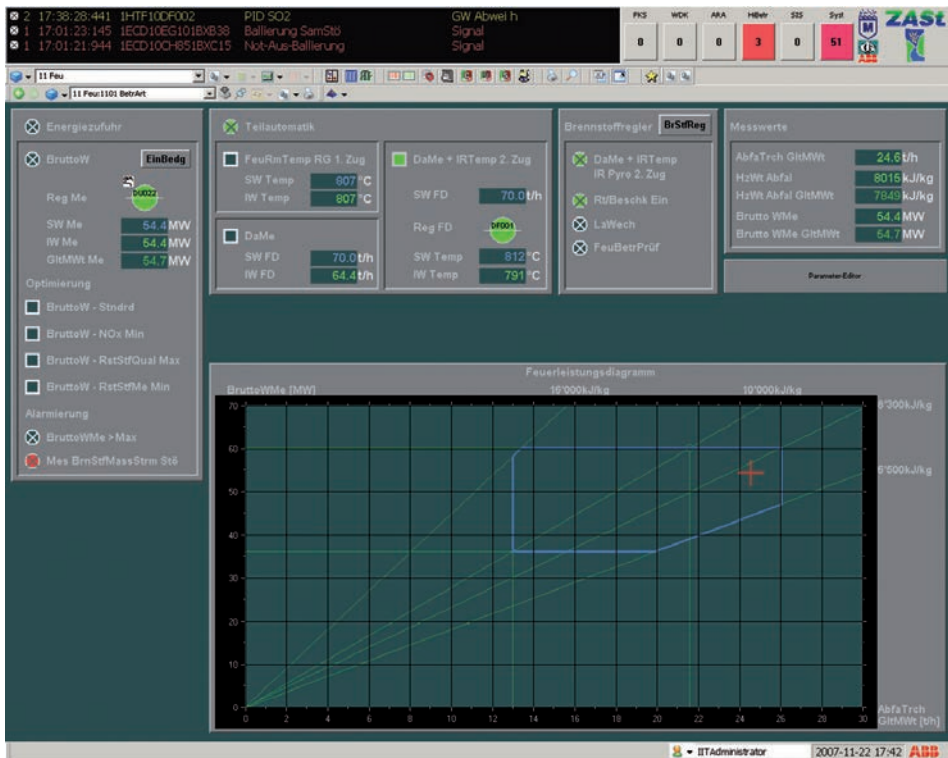 2 17:38:28:441 1HTF10DF002 PID SO2 GW Abwei h
1 17:01:23:145 1ECD10EG101BXB38 Ballierung SamStö Signal
1 17:01:21:944 1ECD10CH851BXC15 Not-Aus-Ballierung Signal
PKS WDK ARA HBetr SIS Syst
0 0 0 3 0 51
M
ABB
ZASt
11 Feu
11 Feu:1101 BetrArt
Energiezufuhr
BruttoW EinBedg
Reg Me DU022
SW Me 54.4 MW
IW Me 54.4 MW
GltMWt Me 54.7 MW
Optimierung
BruttoW - Stndrd
BruttoW - NOx Min
BruttoW - RstStfQual Max
BruttoW - RstStfMe Min
Alarmierung
BruttoWMe > Max
Mes BrnStfMassStrm Stö
Teilautomatik
FeuRmTemp RG 1. Zug
SW Temp 807 °C
IW Temp 807 °C
DaMe
SW FD 70.0 t/h
IW FD 64.4 t/h
DaMe + IRTemp 2. Zug
SW FD 70.0 t/h
Reg FD DF001
SW Temp 812 °C
IW Temp 791 °C
Brennstoffregler BrStfReg
DaMe + IRTemp
IR Pyro 2. Zug
Rt/Beschk Ein
LaWech
FeuBetrPrüf
Messwerte
AbfaTrch GltMWt 24.6 t/h
HzWt Abfal 8015 kJ/kg
HzWt Abfal GltMWt 7849 kJ/kg
Brutto WMe 54.4 MW
Brutto WMe GltMWt 54.7 MW
Parameter-Editor
Feuerleistungsdiagramm
BruttoWMe [MW] 16'000kJ/kg 10'000kJ/kg
8'300kJ/kg
6'500kJ/kg
70
60
50
40
30
20
10
0
0 2 4 6 8 10 12 14 16 18 20 22 24 26 28 30
AbfaTrch
GltMWt [t/h]
IITAdministrator 2007-11-22 17:42 ABB